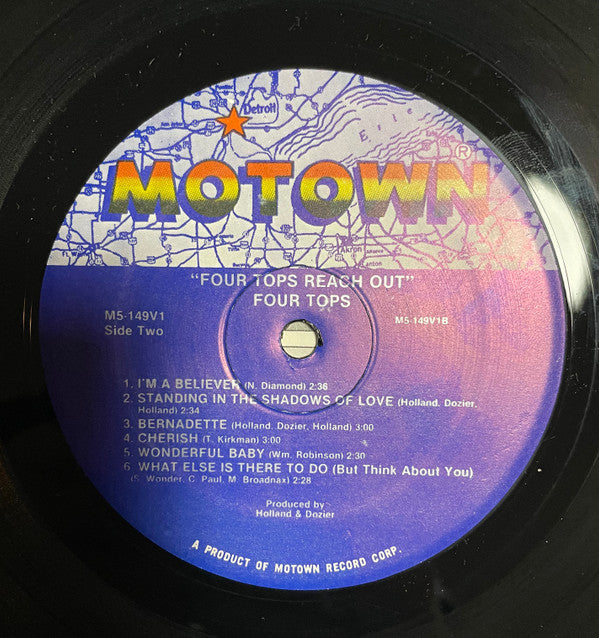 Detroit
Erie
MOTOWN®
Akron
Canton
"FOUR TOPS REACH OUT"
FOUR TOPS
M5-149V1
M5-149V1B
Side Two
1. I'M A BELIEVER (N. Diamond) 2:36
2. STANDING IN THE SHADOWS OF LOVE (Holland, Dozier,
Holland) 2:34
3. BERNADETTE (Holland, Dozier, Holland) 3:00
4. CHERISH (T. Kirkman) 3:00
5. WONDERFUL BABY (Wm. Robinson) 2:30
6. WHAT ELSE IS THERE TO DO (But Think About You)
(S. Wonder, C. Paul, M. Broadnax) 2:28
Produced by
Holland & Dozier
A PRODUCT OF MOTOWN RECORD CORP.